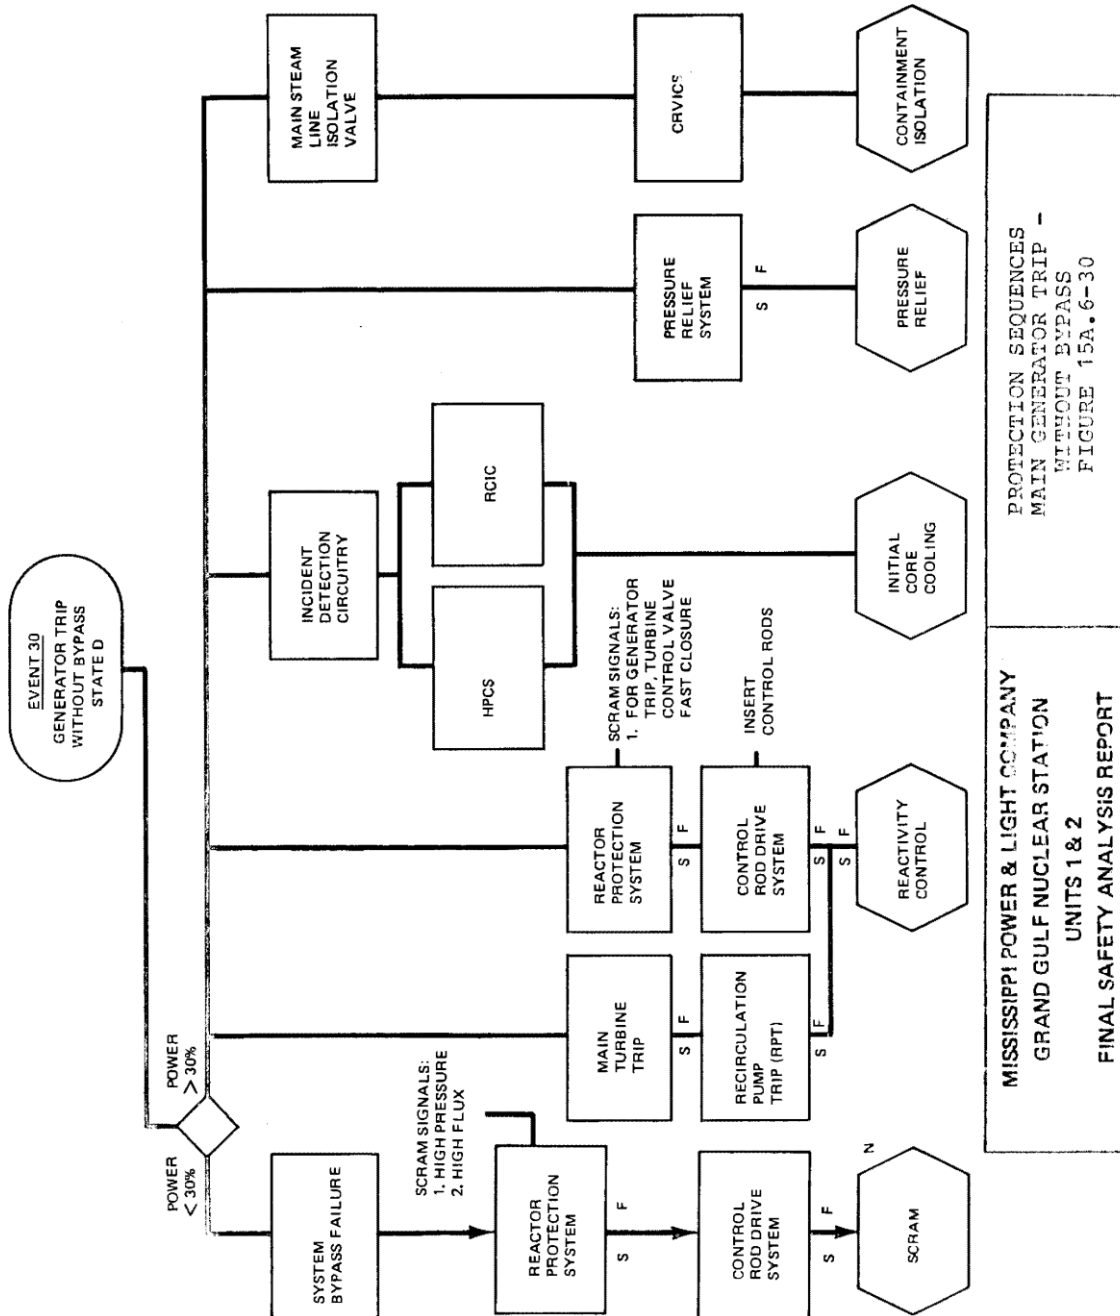 EVENT 30
GENERATOR TRIP
WITHOUT BYPASS
STATE D
POWER
< 30%
POWER
> 30%
SYSTEM
BYPASS FAILURE
SCRAM SIGNALS:
1. HIGH PRESSURE
2. HIGH FLUX
REACTOR
PROTECTION
SYSTEM
S F
CONTROL
ROD DRIVE
SYSTEM
S F
N
SCRAM
MAIN
TURBINE
TRIP
S F
RECIRCULATION
PUMP
TRIP (RPT)
S F
SCRAM SIGNALS:
1. FOR GENERATOR
TRIP, TURBINE
CONTROL VALVE
FAST CLOSURE
REACTOR
PROTECTION
SYSTEM
S F
INSERT
CONTROL RODS
CONTROL
ROD DRIVE
SYSTEM
S F
S F
REACTIVITY
CONTROL
INCIDENT
DETECTION
CIRCUITRY
HPCS
RCIC
INITIAL
CORE
COOLING
PRESSURE
RELIEF
SYSTEM
S F
PRESSURE
RELIEF
MAIN STEAM
LINE
ISOLATION
VALVE
CRVICS
CONTAINMENT
ISOLATION
MISSISSIPPI POWER & LIGHT COMPANY
GRAND GULF NUCLEAR STATION
UNITS 1 & 2
FINAL SAFETY ANALYSIS REPORT
PROTECTION SEQUENCES
MAIN GENERATOR TRIP -
WITHOUT BYPASS
FIGURE 15A.6-30